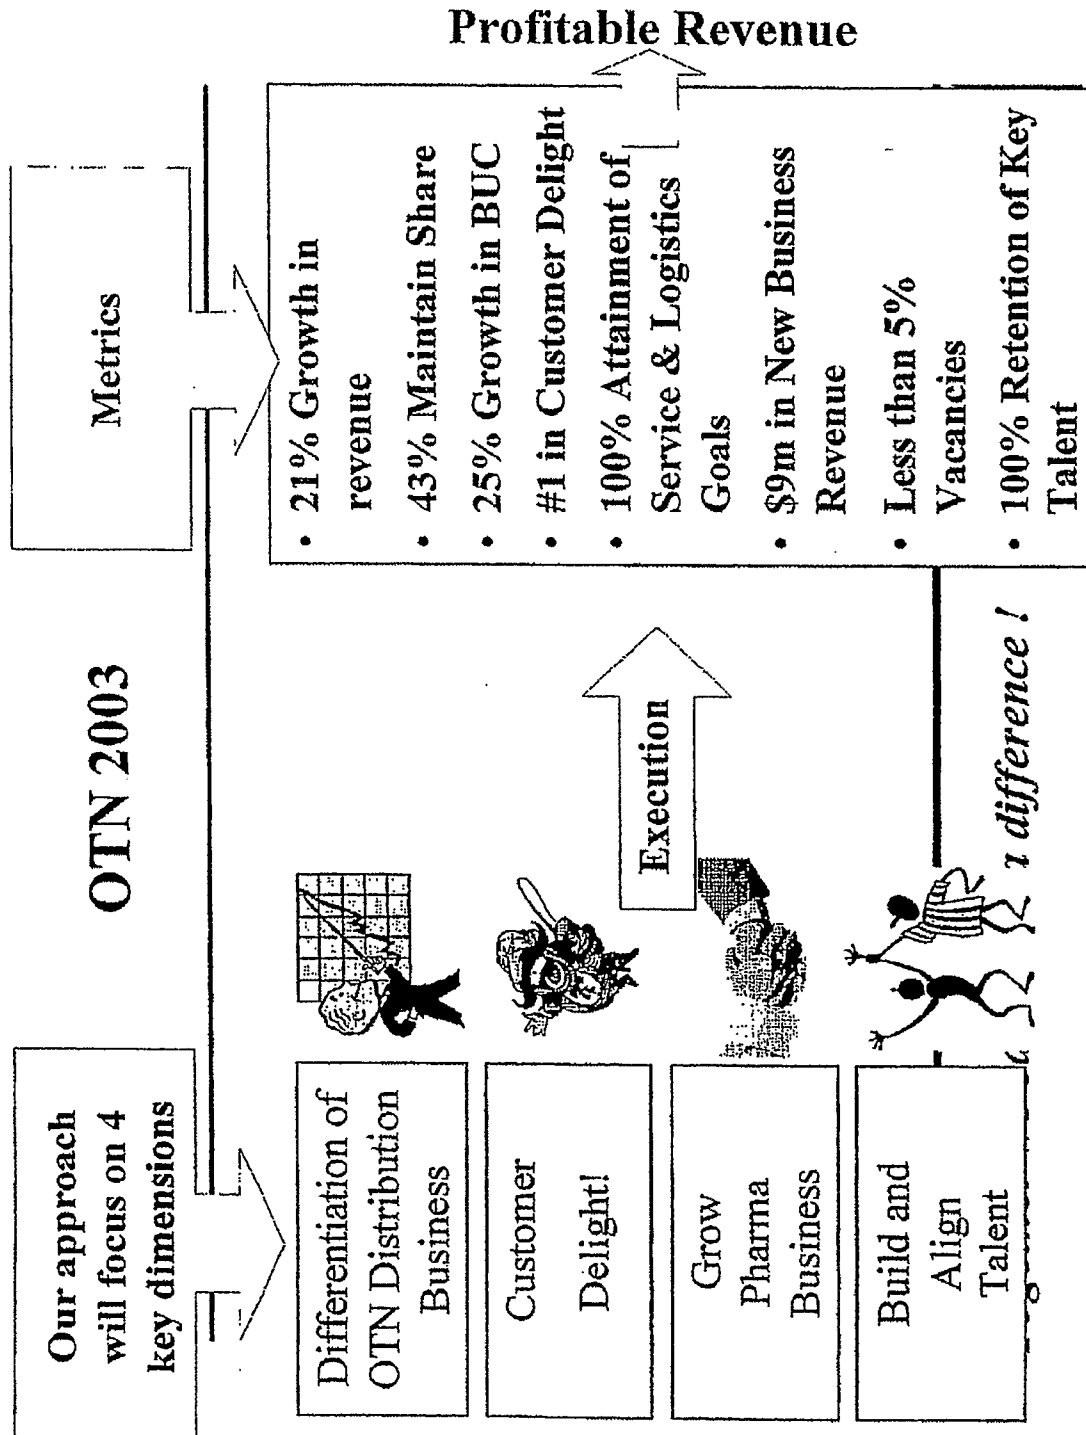 OTN 2003
Our approach
will focus on 4
key dimensions
Differentiation of
OTN Distribution
Business
Customer
Delight!
Grow
Pharma
Business
Build and
Align
Talent
Execution
Metrics
• 21% Growth in
revenue
• 43% Maintain Share
• 25% Growth in BUC
• #1 in Customer Delight
• 100% Attainment of
Service & Logistics
Goals
• $9m in New Business
Revenue
• Less than 5%
Vacancies
• 100% Retention of Key
Talent
Profitable Revenue
difference !